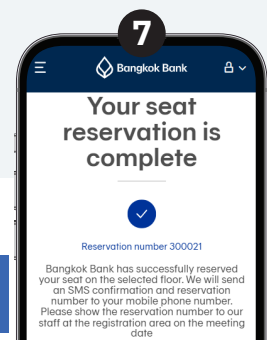 7
Bangkok Bank
Your seat
reservation is
complete
Reservation number 300021
Bangkok Bank has successfully reserved
your seat on the selected floor. We will send
an SMS confirmation and reservation
number to your mobile phone number.
Please show the reservation number to our
staff at the registration area on the meeting
date